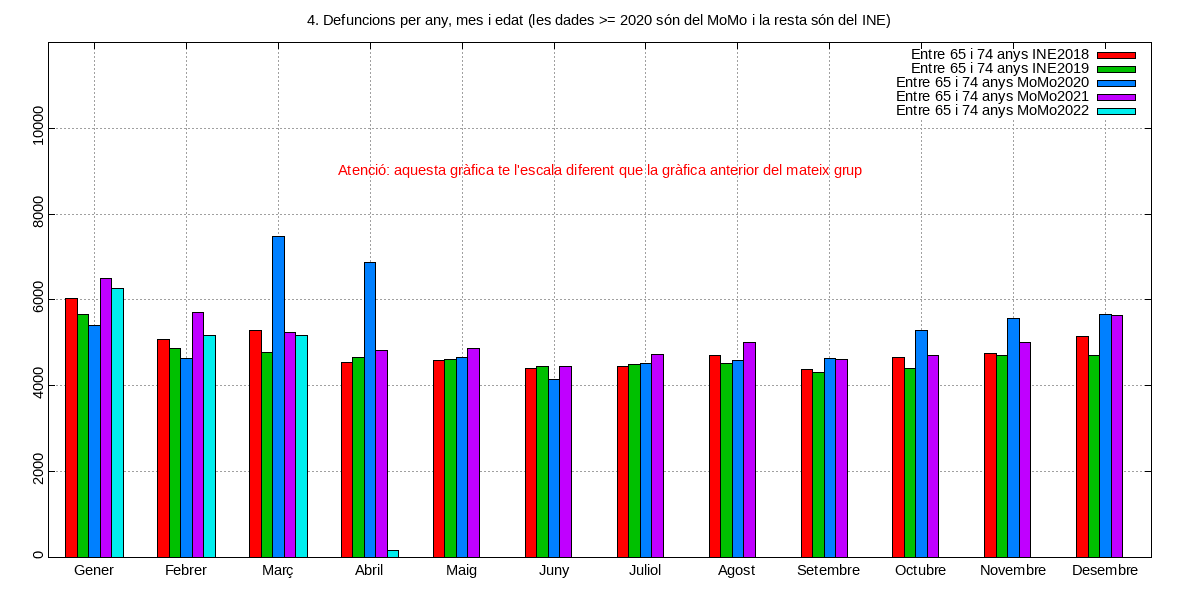 4. Defuncions per any, mes i edat (les dades >= 2020 són del MoMo i la resta són del INE)
Entre 65 i 74 anys INE2018
Entre 65 i 74 anys INE2019
Entre 65 i 74 anys MoMo2020
Entre 65 i 74 anys MoMo2021
Entre 65 i 74 anys MoMo2022
Atenció: aquesta gràfica te l'escala diferent que la gràfica anterior del mateix grup
10000
8000
6000
4000
2000
0
Gener Febrer Març Abril Maig Juny Juliol Agost Setembre Octubre Novembre Desembre